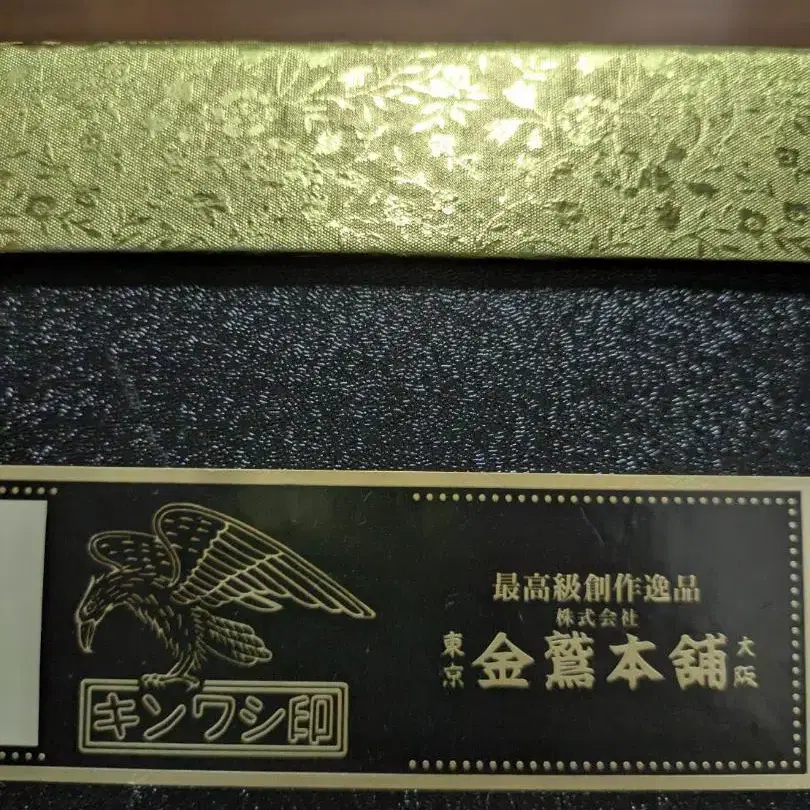 キンワシ印
最高級創作逸品
株式会社
東京 金鷲本舗 大阪